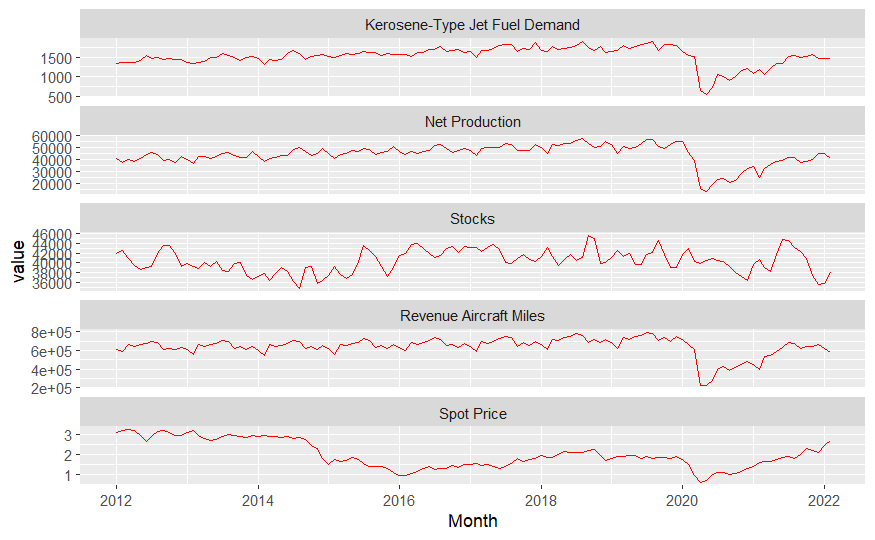 Kerosene-Type Jet Fuel Demand
1500
1000
500
Net Production
60000
50000
40000
30000
20000
Stocks
46000
44000
42000
40000
38000
36000
value
Revenue Aircraft Miles
8e+05
6e+05
4e+05
2e+05
Spot Price
3
2
1
2012 2014 2016 2018 2020 2022
Month